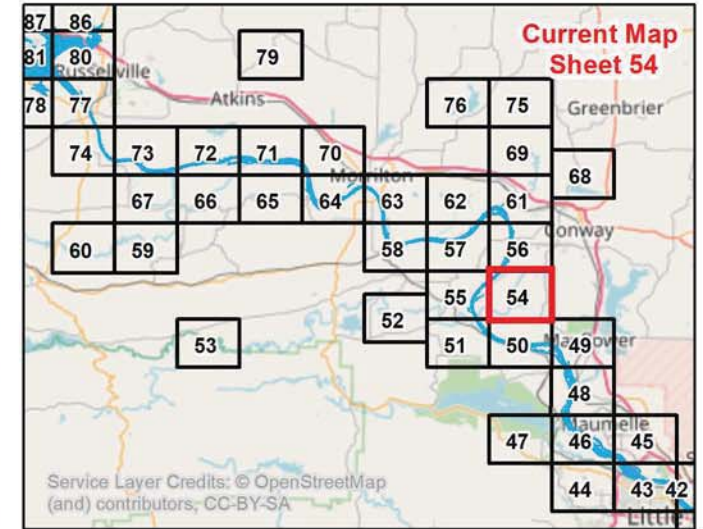 87 86
Current Map
Sheet 54
81 80 79
Russellville
78 77 Atkins 76 75 Greenbrier
74 73 72 71 70 69
68
Morrilton
67 66 65 64 63 62 61
Conway
60 59 58 57 56
55 54
52
53 51 50 49
48
Maumelle
47 46 45
Service Layer Credits: © OpenStreetMap
(and) contributors, CC-BY-SA
44 43 42
Little